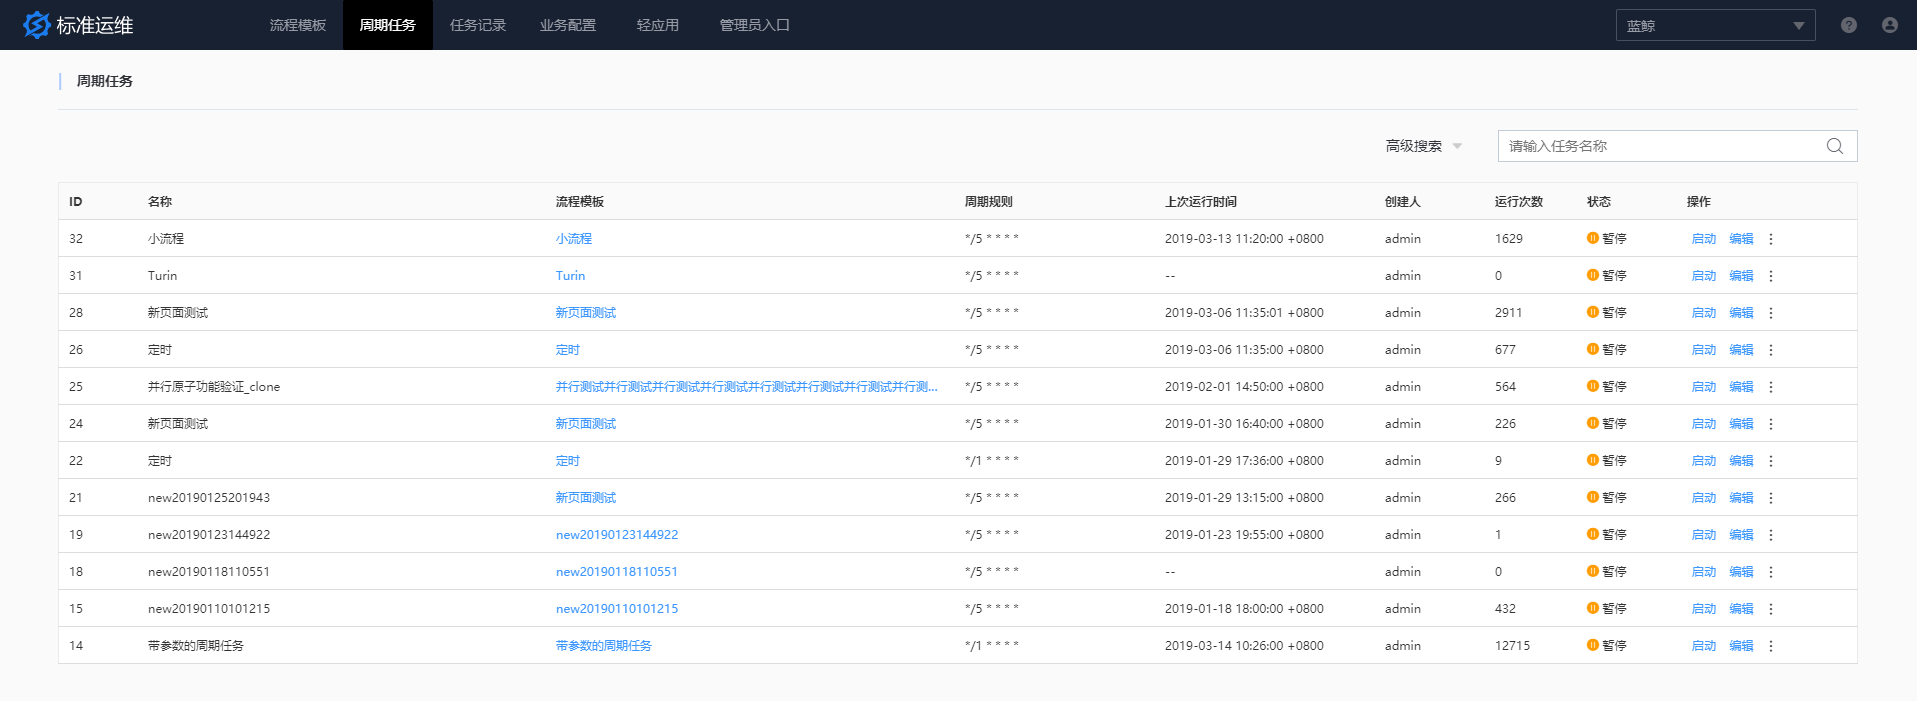 标准运维 流程模板 周期任务 任务记录 业务配置 轻应用 管理员入口 蓝鲸
周期任务
高级搜索 请输入任务名称
ID 名称 流程模板 周期规则 上次运行时间 创建人 运行次数 状态 操作
32 小流程 小流程 */5 * * * * 2019-03-13 11:20:00 +0800 admin 1629 暂停 启动 编辑
31 Turin Turin */5 * * * * -- admin 0 暂停 启动 编辑
28 新页面测试 新页面测试 */5 * * * * 2019-03-06 11:35:01 +0800 admin 2911 暂停 启动 编辑
26 定时 定时 */5 * * * * 2019-03-06 11:35:00 +0800 admin 677 暂停 启动 编辑
25 并行原子功能验证_clone 并行测试并行测试并行测试并行测试并行测试并行测试并行测试并行测... */5 * * * * 2019-02-01 14:50:00 +0800 admin 564 暂停 启动 编辑
24 新页面测试 新页面测试 */5 * * * * 2019-01-30 16:40:00 +0800 admin 226 暂停 启动 编辑
22 定时 定时 */1 * * * * 2019-01-29 17:36:00 +0800 admin 9 暂停 启动 编辑
21 new20190125201943 新页面测试 */5 * * * * 2019-01-29 13:15:00 +0800 admin 266 暂停 启动 编辑
19 new20190123144922 new20190123144922 */5 * * * * 2019-01-23 19:55:00 +0800 admin 1 暂停 启动 编辑
18 new20190118110551 new20190118110551 */5 * * * * -- admin 0 暂停 启动 编辑
15 new20190110101215 new20190110101215 */5 * * * * 2019-01-18 18:00:00 +0800 admin 432 暂停 启动 编辑
14 带参数的周期任务 带参数的周期任务 */1 * * * * 2019-03-14 10:26:00 +0800 admin 12715 暂停 启动 编辑